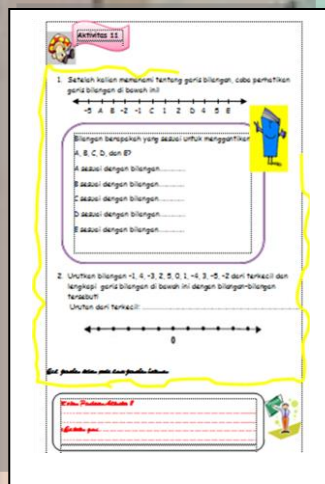 Aktivitas 11
1. Setelah kalian memahami tentang garis bilangan, coba perhatikan
garis bilangan di bawah ini!
-5 A B -2 -1 C 1 2 D 4 5 E
Bilangan berapakah yang sesuai untuk menggantikan
A, B, C, D, dan E?
A sesuai dengan bilangan............
B sesuai dengan bilangan............
C sesuai dengan bilangan............
D sesuai dengan bilangan............
E sesuai dengan bilangan............
2. Urutkan bilangan -1, 4, -3, 2, 5, 0, 1, -4, 3, -5, -2 dari terkecil dan
lengkapi garis bilangan di bawah ini dengan bilangan-bilangan
tersebut!
Urutan dari terkecil:
0